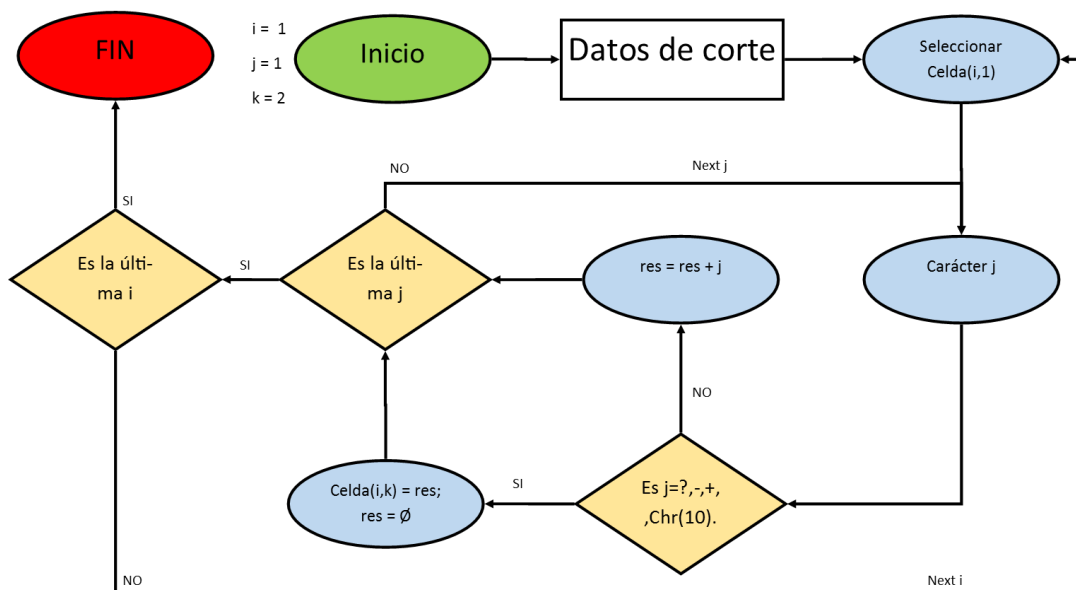 FIN
i = 1
j = 1
k = 2
Inicio
Datos de corte
Seleccionar
Celda(i,1)
NO
Next j
SI
Es la últi-
ma i
SI
Es la últi-
ma j
res = res + j
Carácter j
NO
Celda(i,k) = res;
res = Ø
SI
Es j=?,-,+,
,Chr(10).
NO
Next i